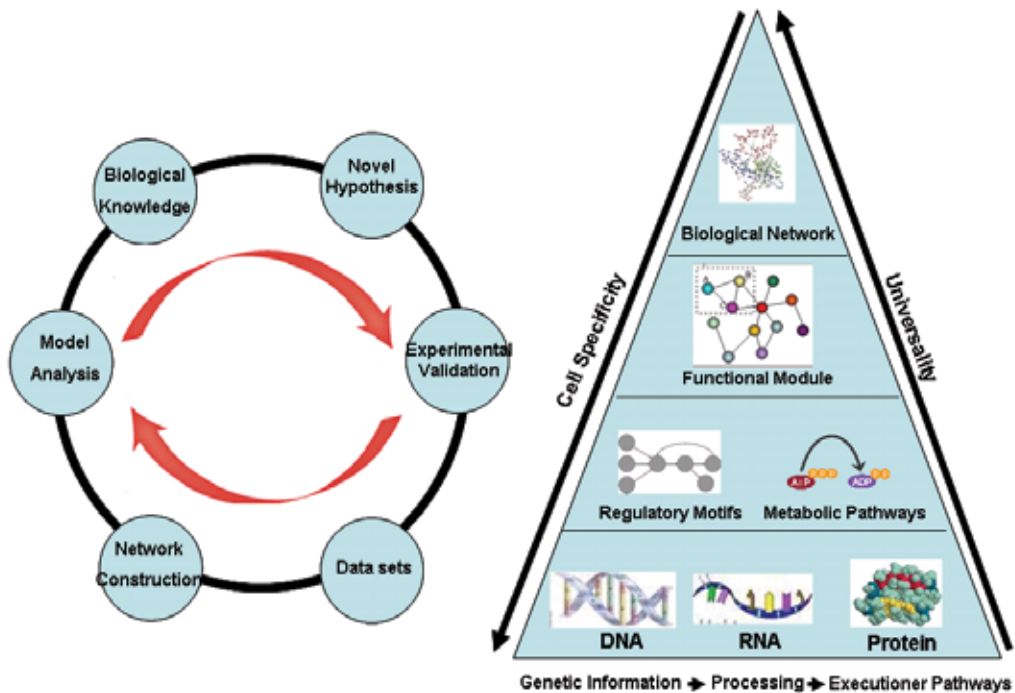 Biological
Knowledge
Novel
Hypothesis
Model
Analysis
Experimental
Validation
Network
Construction
Data sets
Cell Specificity
Universality
Biological Network
A
B
C
Functional Module
ATP
ADP
Regulatory Motifs
Metabolic Pathways
DNA
RNA
Protein
Genetic Information → Processing → Executioner Pathways